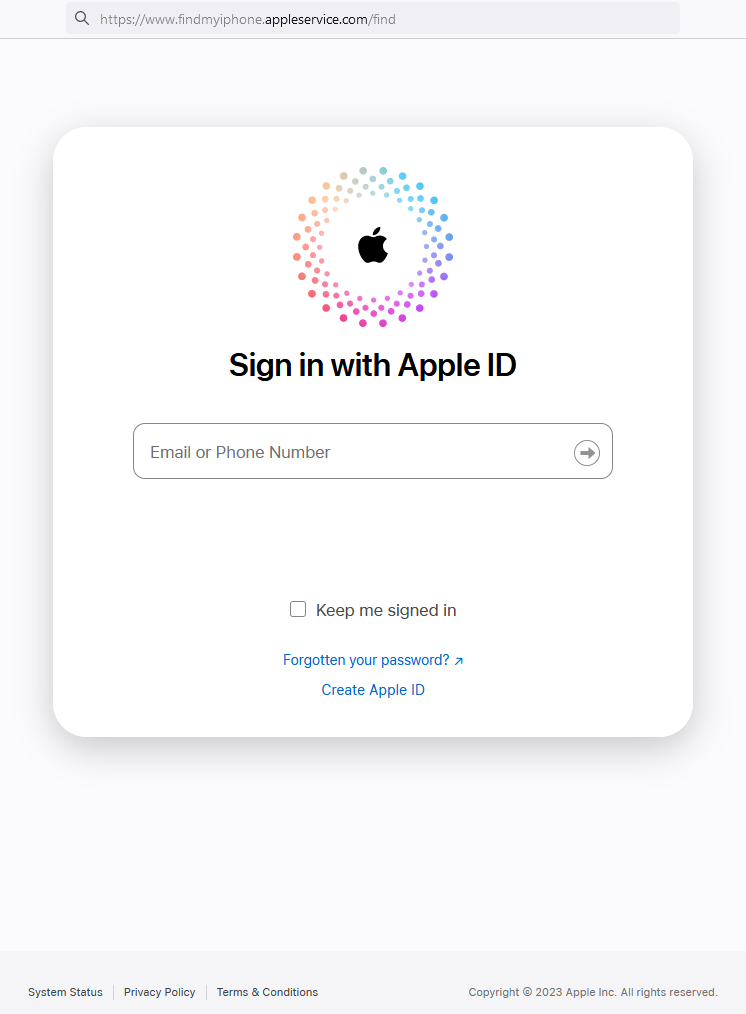 https://www.findmyiphone.appleservice.com/find
Sign in with Apple ID
Email or Phone Number
Keep me signed in
Forgotten your password? ↗
Create Apple ID
System Status | Privacy Policy | Terms & Conditions
Copyright © 2023 Apple Inc. All rights reserved.